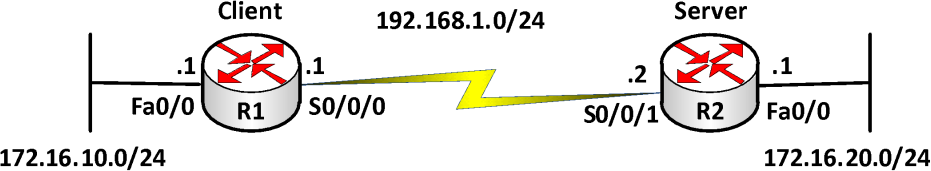 Client
192.168.1.0/24
Server
.1
.1
.2
.1
Fa0/0
R1
S0/0/0
S0/0/1
R2
Fa0/0
172.16.10.0/24
172.16.20.0/24